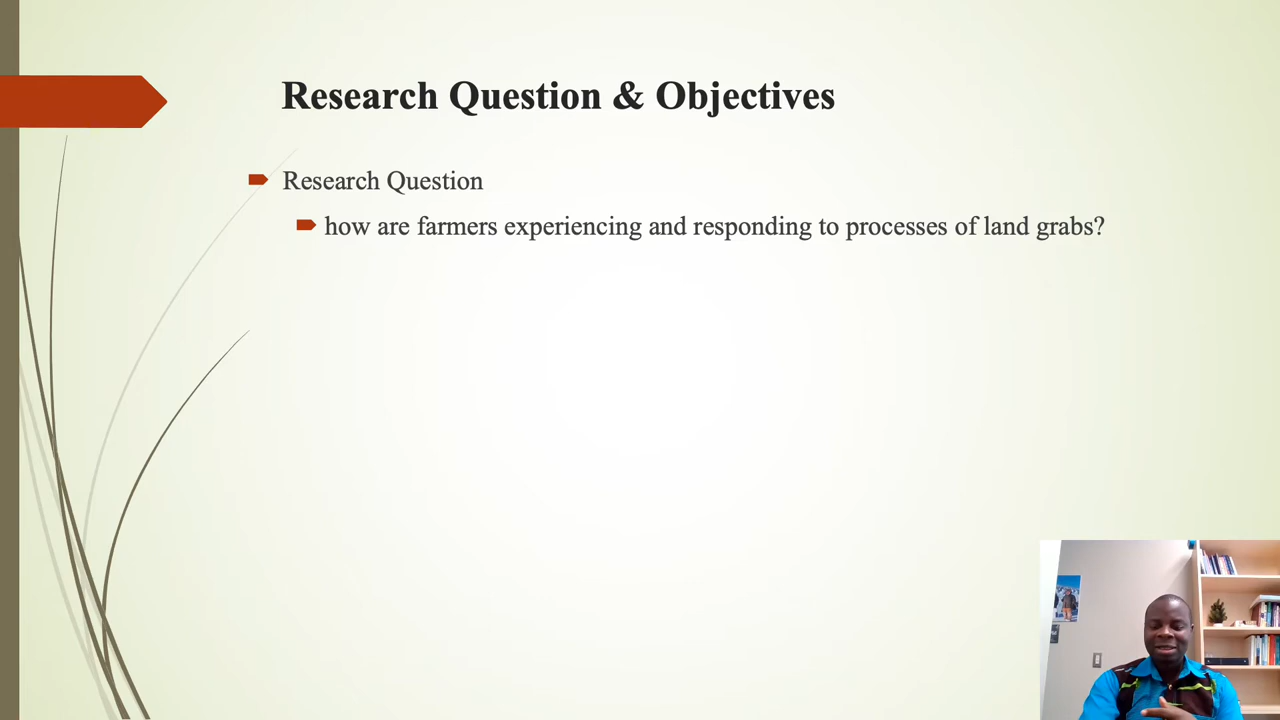 Research Question & Objectives
Research Question
how are farmers experiencing and responding to processes of land grabs?